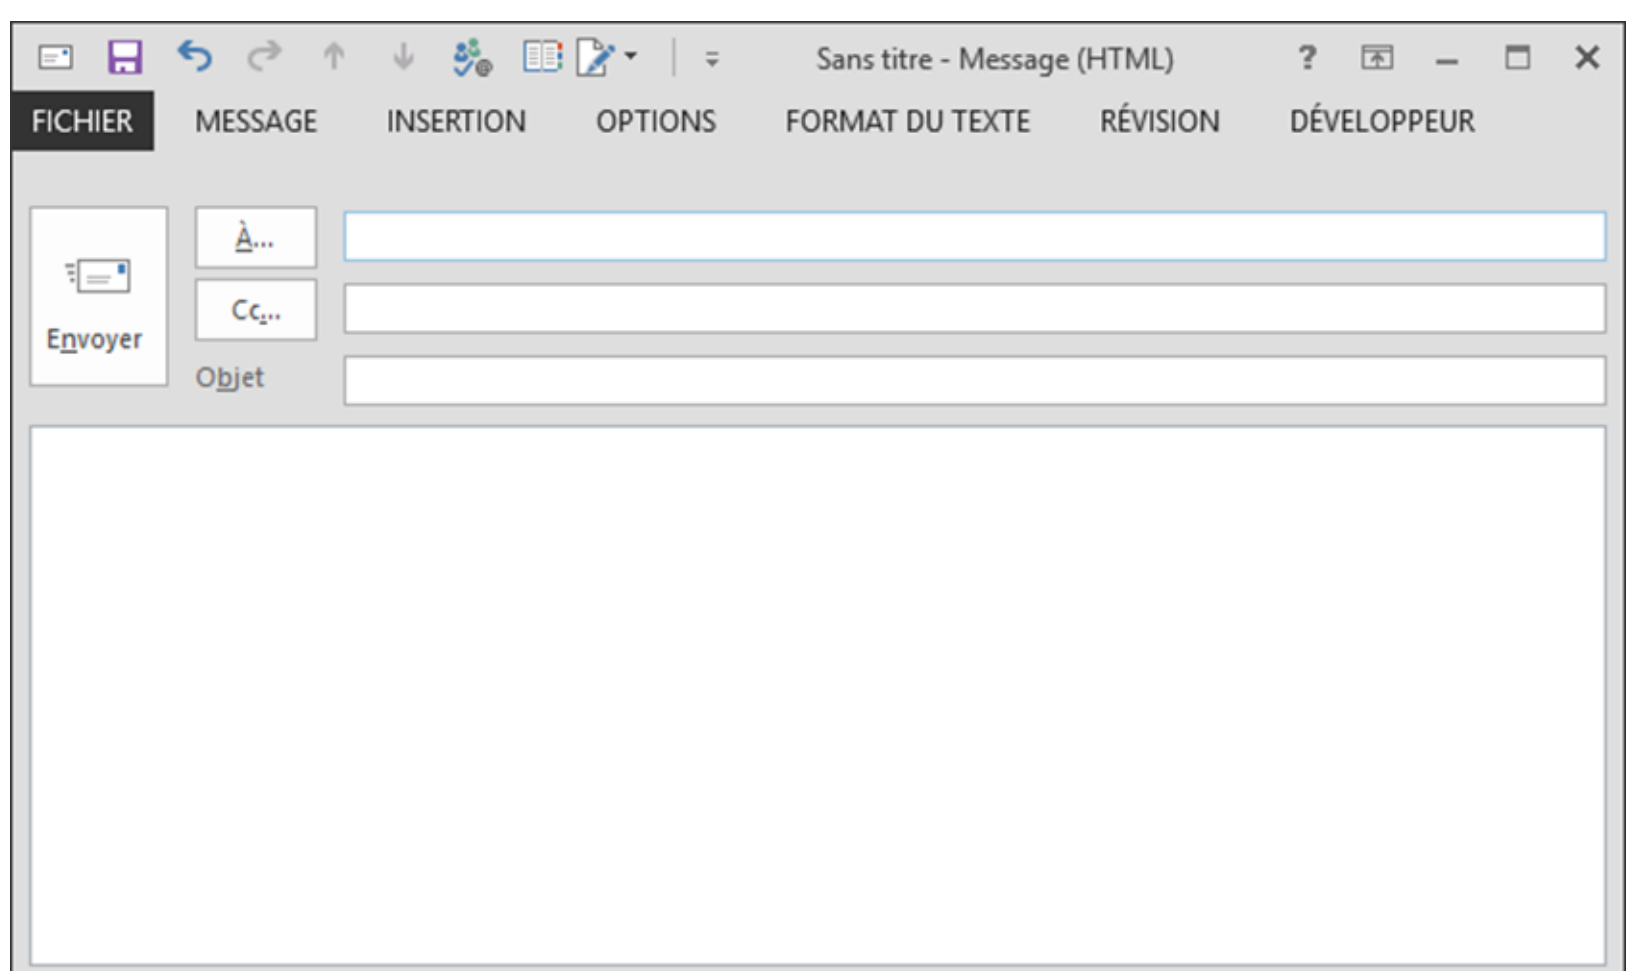 Sans titre - Message (HTML) ?
FICHIER MESSAGE INSERTION OPTIONS FORMAT DU TEXTE RÉVISION DÉVELOPPEUR
À...
Cc...
Envoyer
Objet